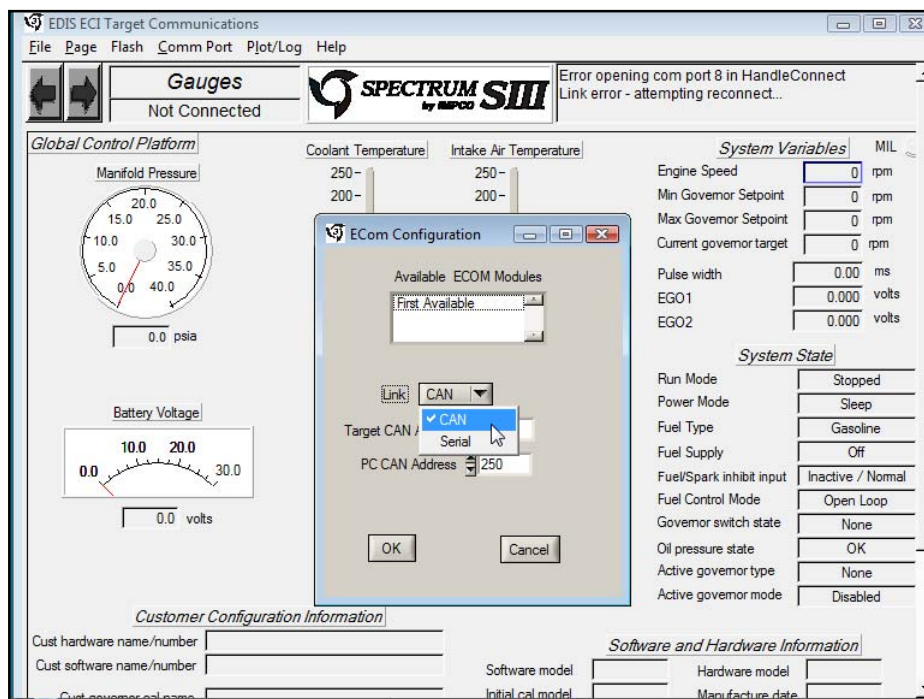 EDIS ECI Target Communications
File Page Flash Comm Port Plot/Log Help
Gauges
Not Connected
SPECTRUM SIII
by IMPCO
Error opening com port 8 in HandleConnect
Link error - attempting reconnect...
Global Control Platform
Manifold Pressure
20.0
15.0 25.0
10.0 30.0
5.0 35.0
0.0 40.0
0.0 psia
Battery Voltage
10.0 20.0
0.0 30.0
0.0 volts
Coolant Temperature Intake Air Temperature
250 250
200 200
ECom Configuration
Available ECOM Modules
First Available
Link CAN
CAN
Serial
Target CAN
PC CAN Address 250
OK Cancel
System Variables MIL
Engine Speed 0 rpm
Min Governor Setpoint 0 rpm
Max Governor Setpoint 0 rpm
Current governor target 0 rpm
Pulse width 0.00 ms
EGO1 0.000 volts
EGO2 0.000 volts
System State
Run Mode Stopped
Power Mode Sleep
Fuel Type Gasoline
Fuel Supply Off
Fuel/Spark inhibit input Inactive / Normal
Fuel Control Mode Open Loop
Governor switch state None
Oil pressure state OK
Active governor type None
Active governor mode Disabled
Customer Configuration Information
Cust hardware name/number
Cust software name/number
Cust governor cal name
Software and Hardware Information
Software model Hardware model
Initial cal model Manufacture date